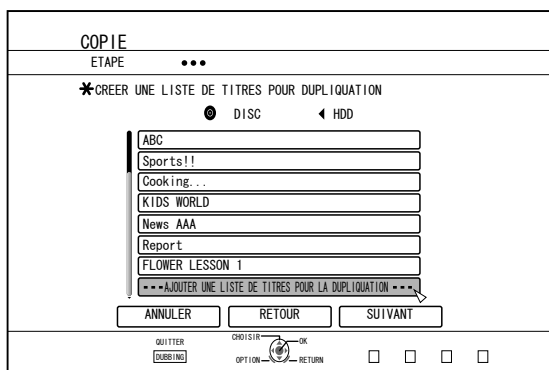 COPIE
ETAPE •••
*CREER UNE LISTE DE TITRES POUR DUPLIQUATION
DISC HDD
ABC
Sports!!
Cooking...
KIDS WORLD
News AAA
Report
FLOWER LESSON 1
---AJOUTER UNE LISTE DE TITRES POUR LA DUPLIQUATION ---
ANNULER RETOUR SUIVANT
QUITTER CHOISIR OK
DUBBING OPTION RETURN